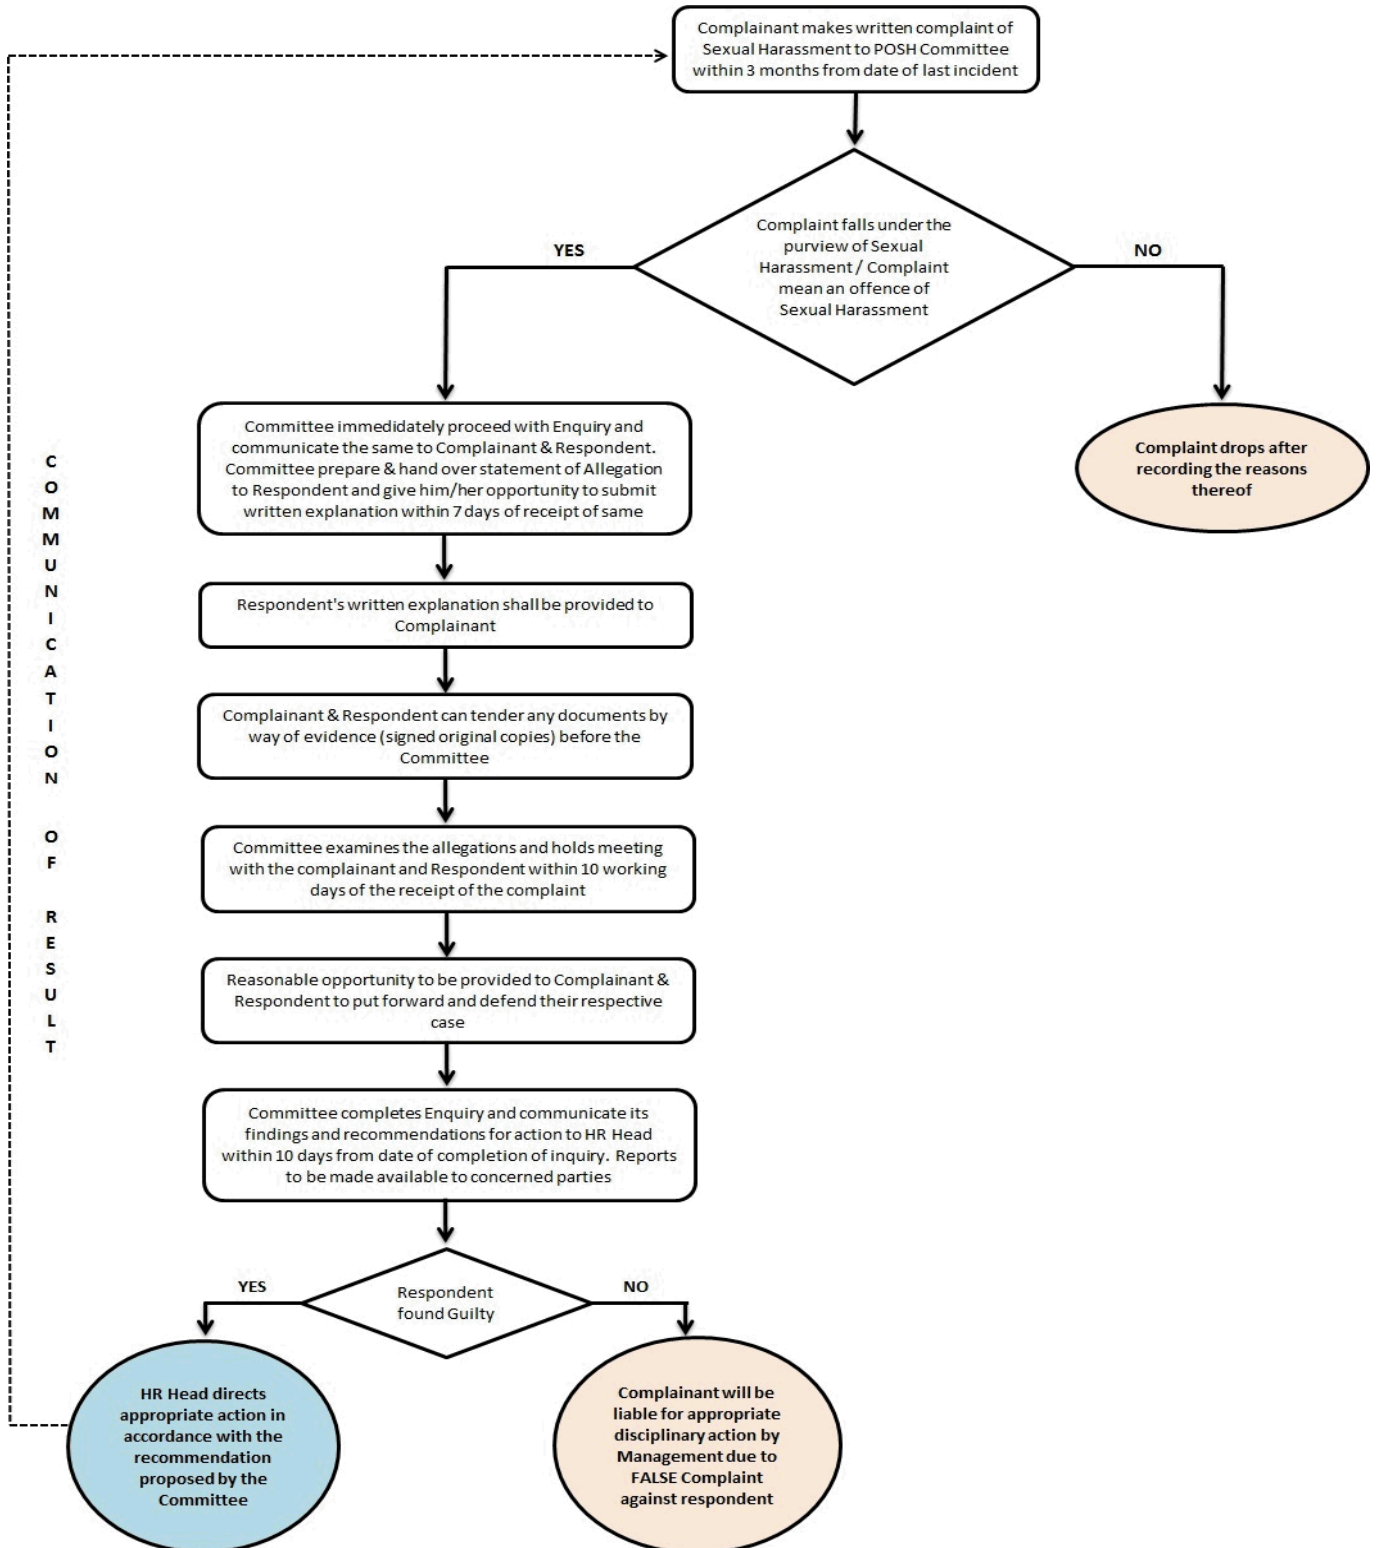 Complainant makes written complaint of
Sexual Harassment to POSH Committee
within 3 months from date of last incident
Complaint falls under the
purview of Sexual
Harassment / Complaint
mean an offence of
Sexual Harassment
YES
NO
Committee immedidately proceed with Enquiry and
communicate the same to Complainant & Respondent.
Committee prepare & hand over statement of Allegation
to Respondent and give him/her opportunity to submit
written explanation within 7 days of receipt of same
Complaint drops after
recording the reasons
thereof
Respondent's written explanation shall be provided to
Complainant
Complainant & Respondent can tender any documents by
way of evidence (signed original copies) before the
Committee
Committee examines the allegations and holds meeting
with the complainant and Respondent within 10 working
days of the receipt of the complaint
Reasonable opportunity to be provided to Complainant &
Respondent to put forward and defend their respective
case
Committee completes Enquiry and communicate its
findings and recommendations for action to HR Head
within 10 days from date of completion of inquiry. Reports
to be made available to concerned parties
Respondent
found Guilty
YES
NO
HR Head directs
appropriate action in
accordance with the
recommendation
proposed by the
Committee
Complainant will be
liable for appropriate
disciplinary action by
Management due to
FALSE Complaint
against respondent
COMMUNICATION OF RESULT